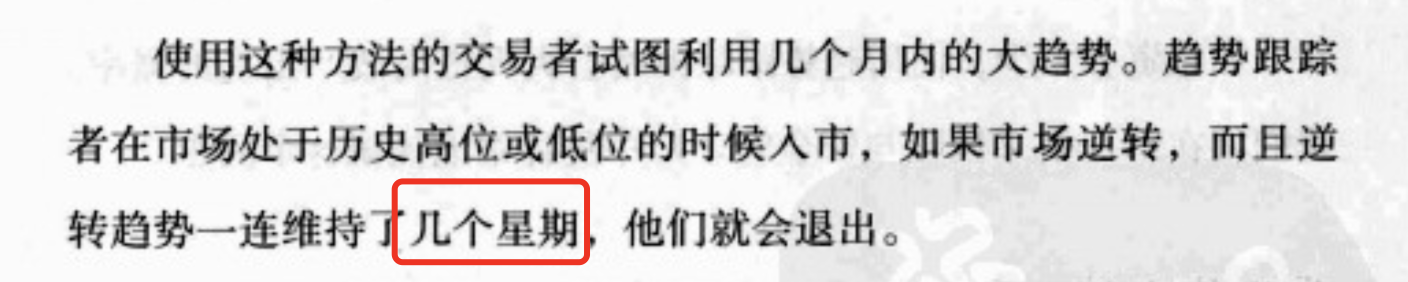 使用这种方法的交易者试图利用几个月内的大趋势。趋势跟踪
者在市场处于历史高位或低位的时候入市，如果市场逆转，而且逆
转趋势一连维持了几个星期，他们就会退出。